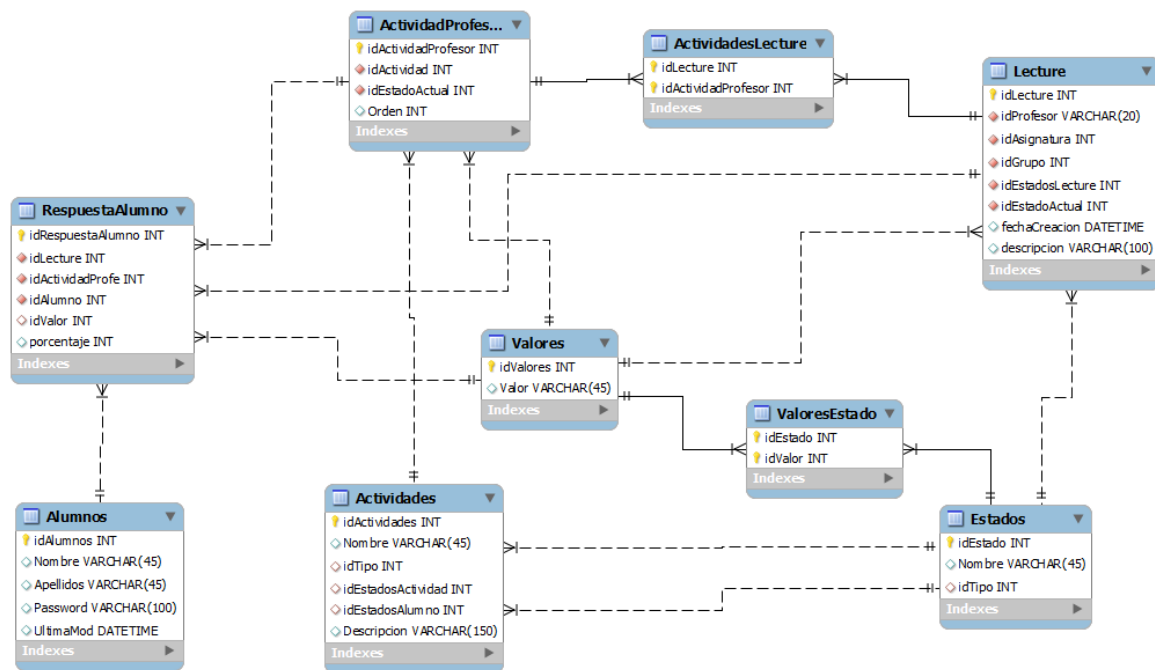 ActividadProfes...
idActividadProfesor INT
idActividad INT
idEstadoActual INT
Orden INT
Indexes
ActividadesLecture
idLecture INT
idActividadProfesor INT
Indexes
Lecture
idLecture INT
idProfesor VARCHAR(20)
idAsignatura INT
idGrupo INT
idEstadosLecture INT
idEstadoActual INT
fechaCreacion DATETIME
descripcion VARCHAR(100)
Indexes
RespuestaAlumno
idRespuestaAlumno INT
idLecture INT
idActividadProfe INT
idAlumno INT
idValor INT
porcentaje INT
Indexes
Valores
idValores INT
Valor VARCHAR(45)
Indexes
ValoresEstado
idEstado INT
idValor INT
Indexes
Alumnos
idAlumnos INT
Nombre VARCHAR(45)
Apellidos VARCHAR(45)
Password VARCHAR(100)
UltimaMod DATETIME
Indexes
Actividades
idActividades INT
Nombre VARCHAR(45)
idTipo INT
idEstadosActividad INT
idEstadosAlumno INT
Descripcion VARCHAR(150)
Indexes
Estados
idEstado INT
Nombre VARCHAR(45)
idTipo INT
Indexes